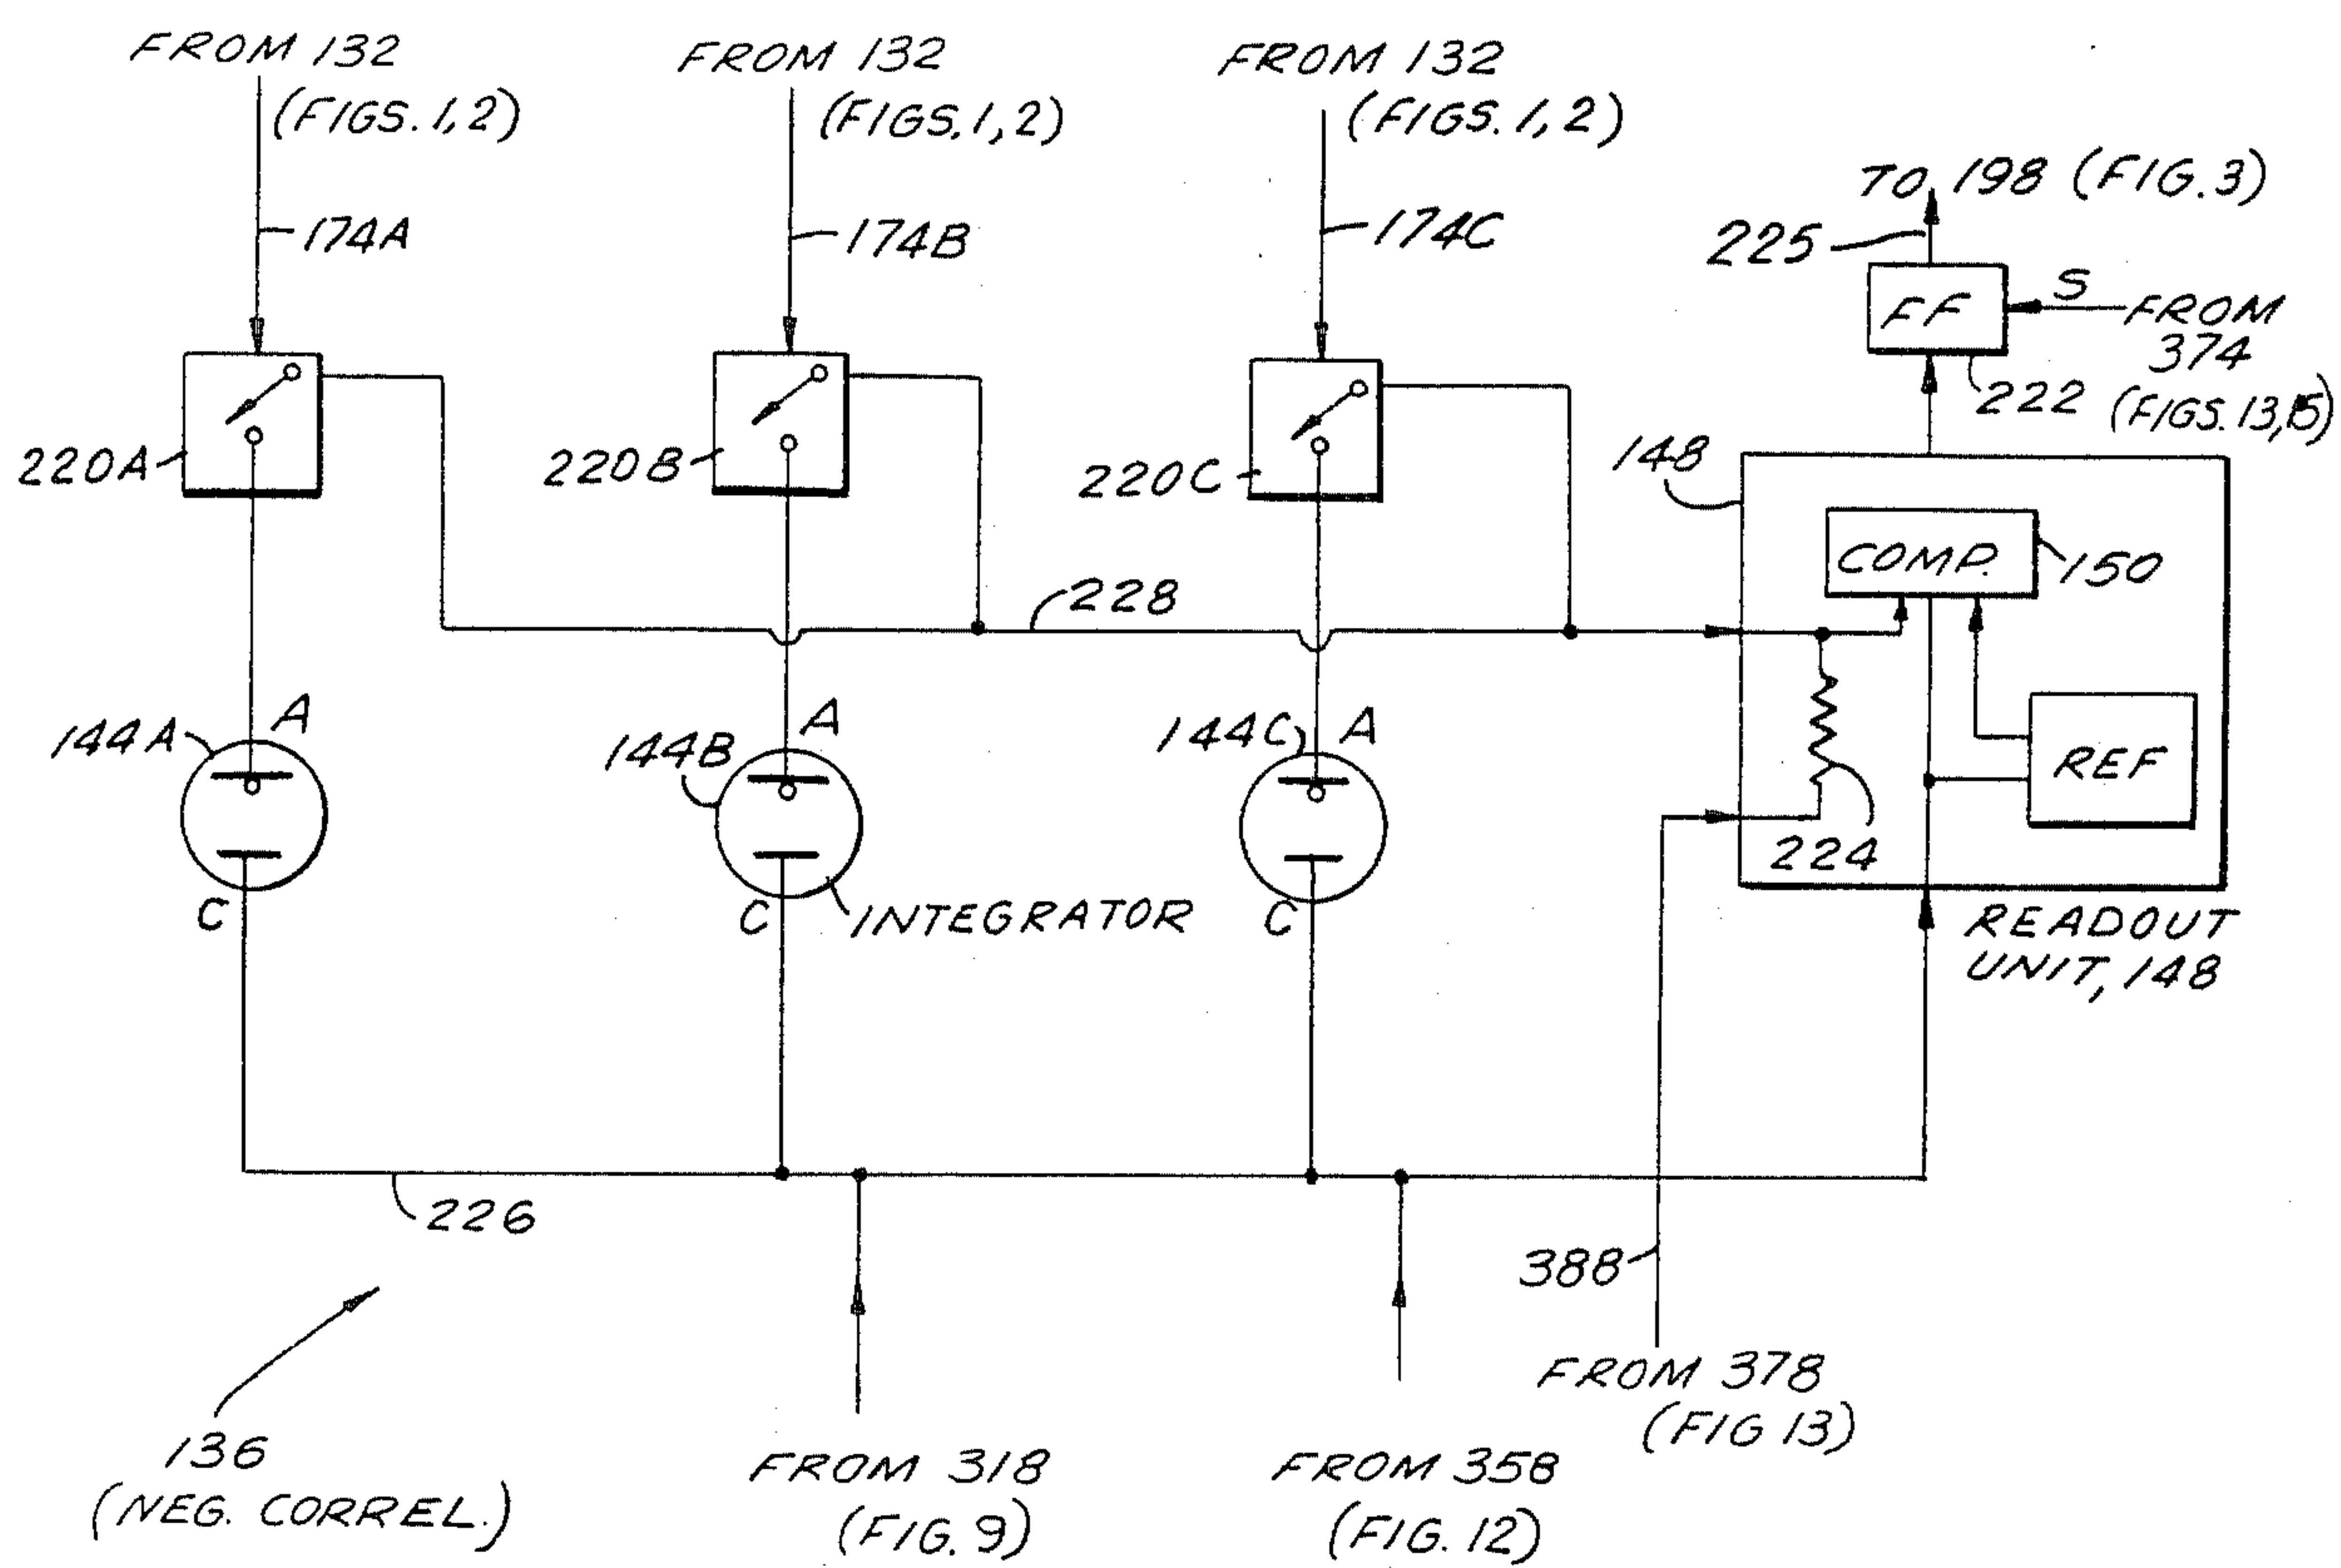 FROM 132
(FIGS. 1, 2)
FROM 132
(FIGS. 1, 2)
FROM 132
(FIGS. 1, 2)
TO 198 (FIG. 3)
174A
174B
174C
225
FF
S
FROM
374
(FIGS. 13, 15)
222
220A
220B
220C
148
COMP.
150
228
144A
A
144B
A
144C
A
REF
224
C
C
INTEGRATOR
C
READOUT
UNIT, 148
226
388
136
(NEG. CORREL.)
FROM 318
(FIG. 9)
FROM 358
(FIG. 12)
FROM 378
(FIG 13)